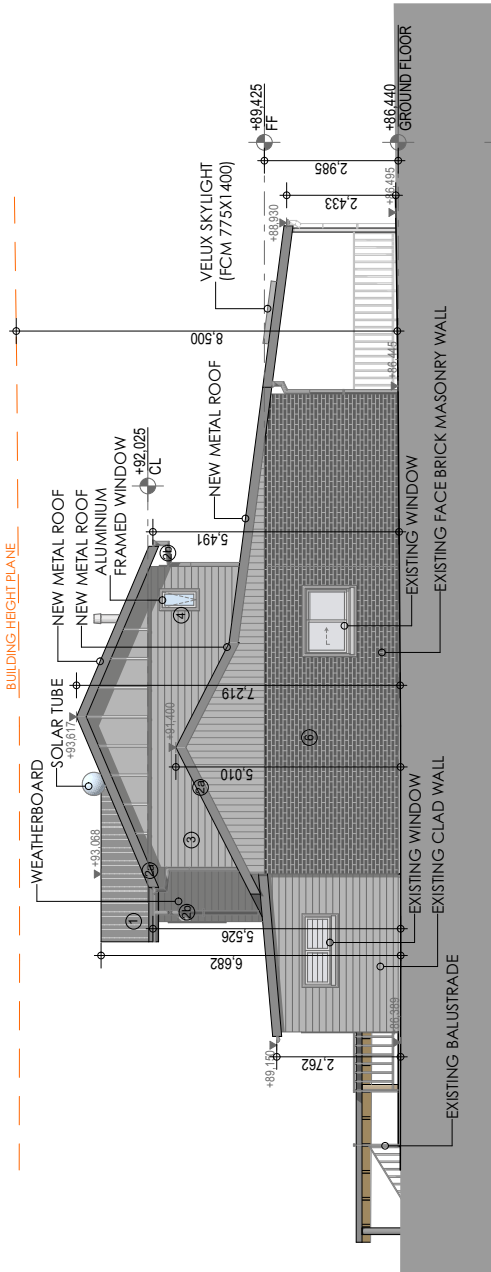 BUILDING HEIGHT PLANE
WEATHERBOARD
SOLAR TUBE
NEW METAL ROOF
NEW METAL ROOF
ALUMINIUM
FRAMED WINDOW
+92,025
CL
NEW METAL ROOF
VELUX SKYLIGHT
(FCM 775X1400)
+89,425
FF
+86,440
GROUND FLOOR
+93,068
+93,617
+91,400
+89,150
+88,930
+86,389
+86,445
+86,495
2,762
6,682
5,526
5,010
7,219
5,491
8,500
2,433
2,985
1
2a
2b
3
2a
4
2b
6
EXISTING BALUSTRADE
EXISTING CLAD WALL
EXISTING WINDOW
EXISTING WINDOW
EXISTING FACE BRICK MASONRY WALL